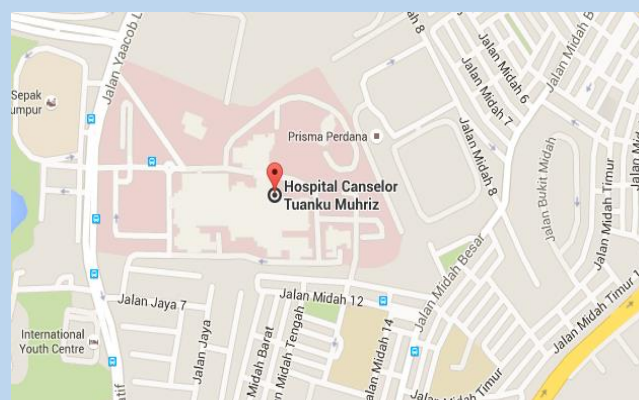 Jalan Yaacob L
Sepak
umpur
Prisma Perdana
Hospital Canselor
Tuanku Muhriz
Jalan Midah 6
Jalan Midah 7
Jalan Midah 8
8
Jalan Midah B
Jalan Bukit Midah
Jalan Midah Timur
Jalan Midah
Jalan Midah Besar
Jalan Midah Timur 1
Jalan Midah Timur
Jalan Jaya 7
Jalan Midah 12
Jalan Midah 14
Jalan Jaya
Midah Barat
n Midah Tengah
International
Youth Centre
atif